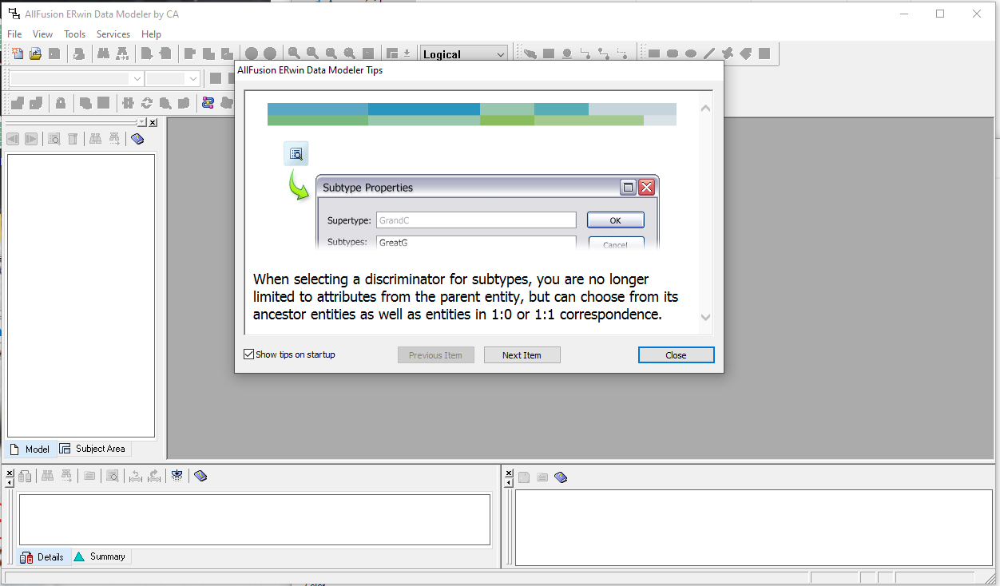 AllFusion ERwin Data Modeler by CA
File View Tools Services Help
Logical
AllFusion ERwin Data Modeler Tips
Subtype Properties
Supertype: GrandC OK
Subtypes: GreatG Cancel
When selecting a discriminator for subtypes, you are no longer
limited to attributes from the parent entity, but can choose from its
ancestor entities as well as entities in 1:0 or 1:1 correspondence.
Show tips on startup Previous Item Next Item Close
Model Subject Area
Details Summary